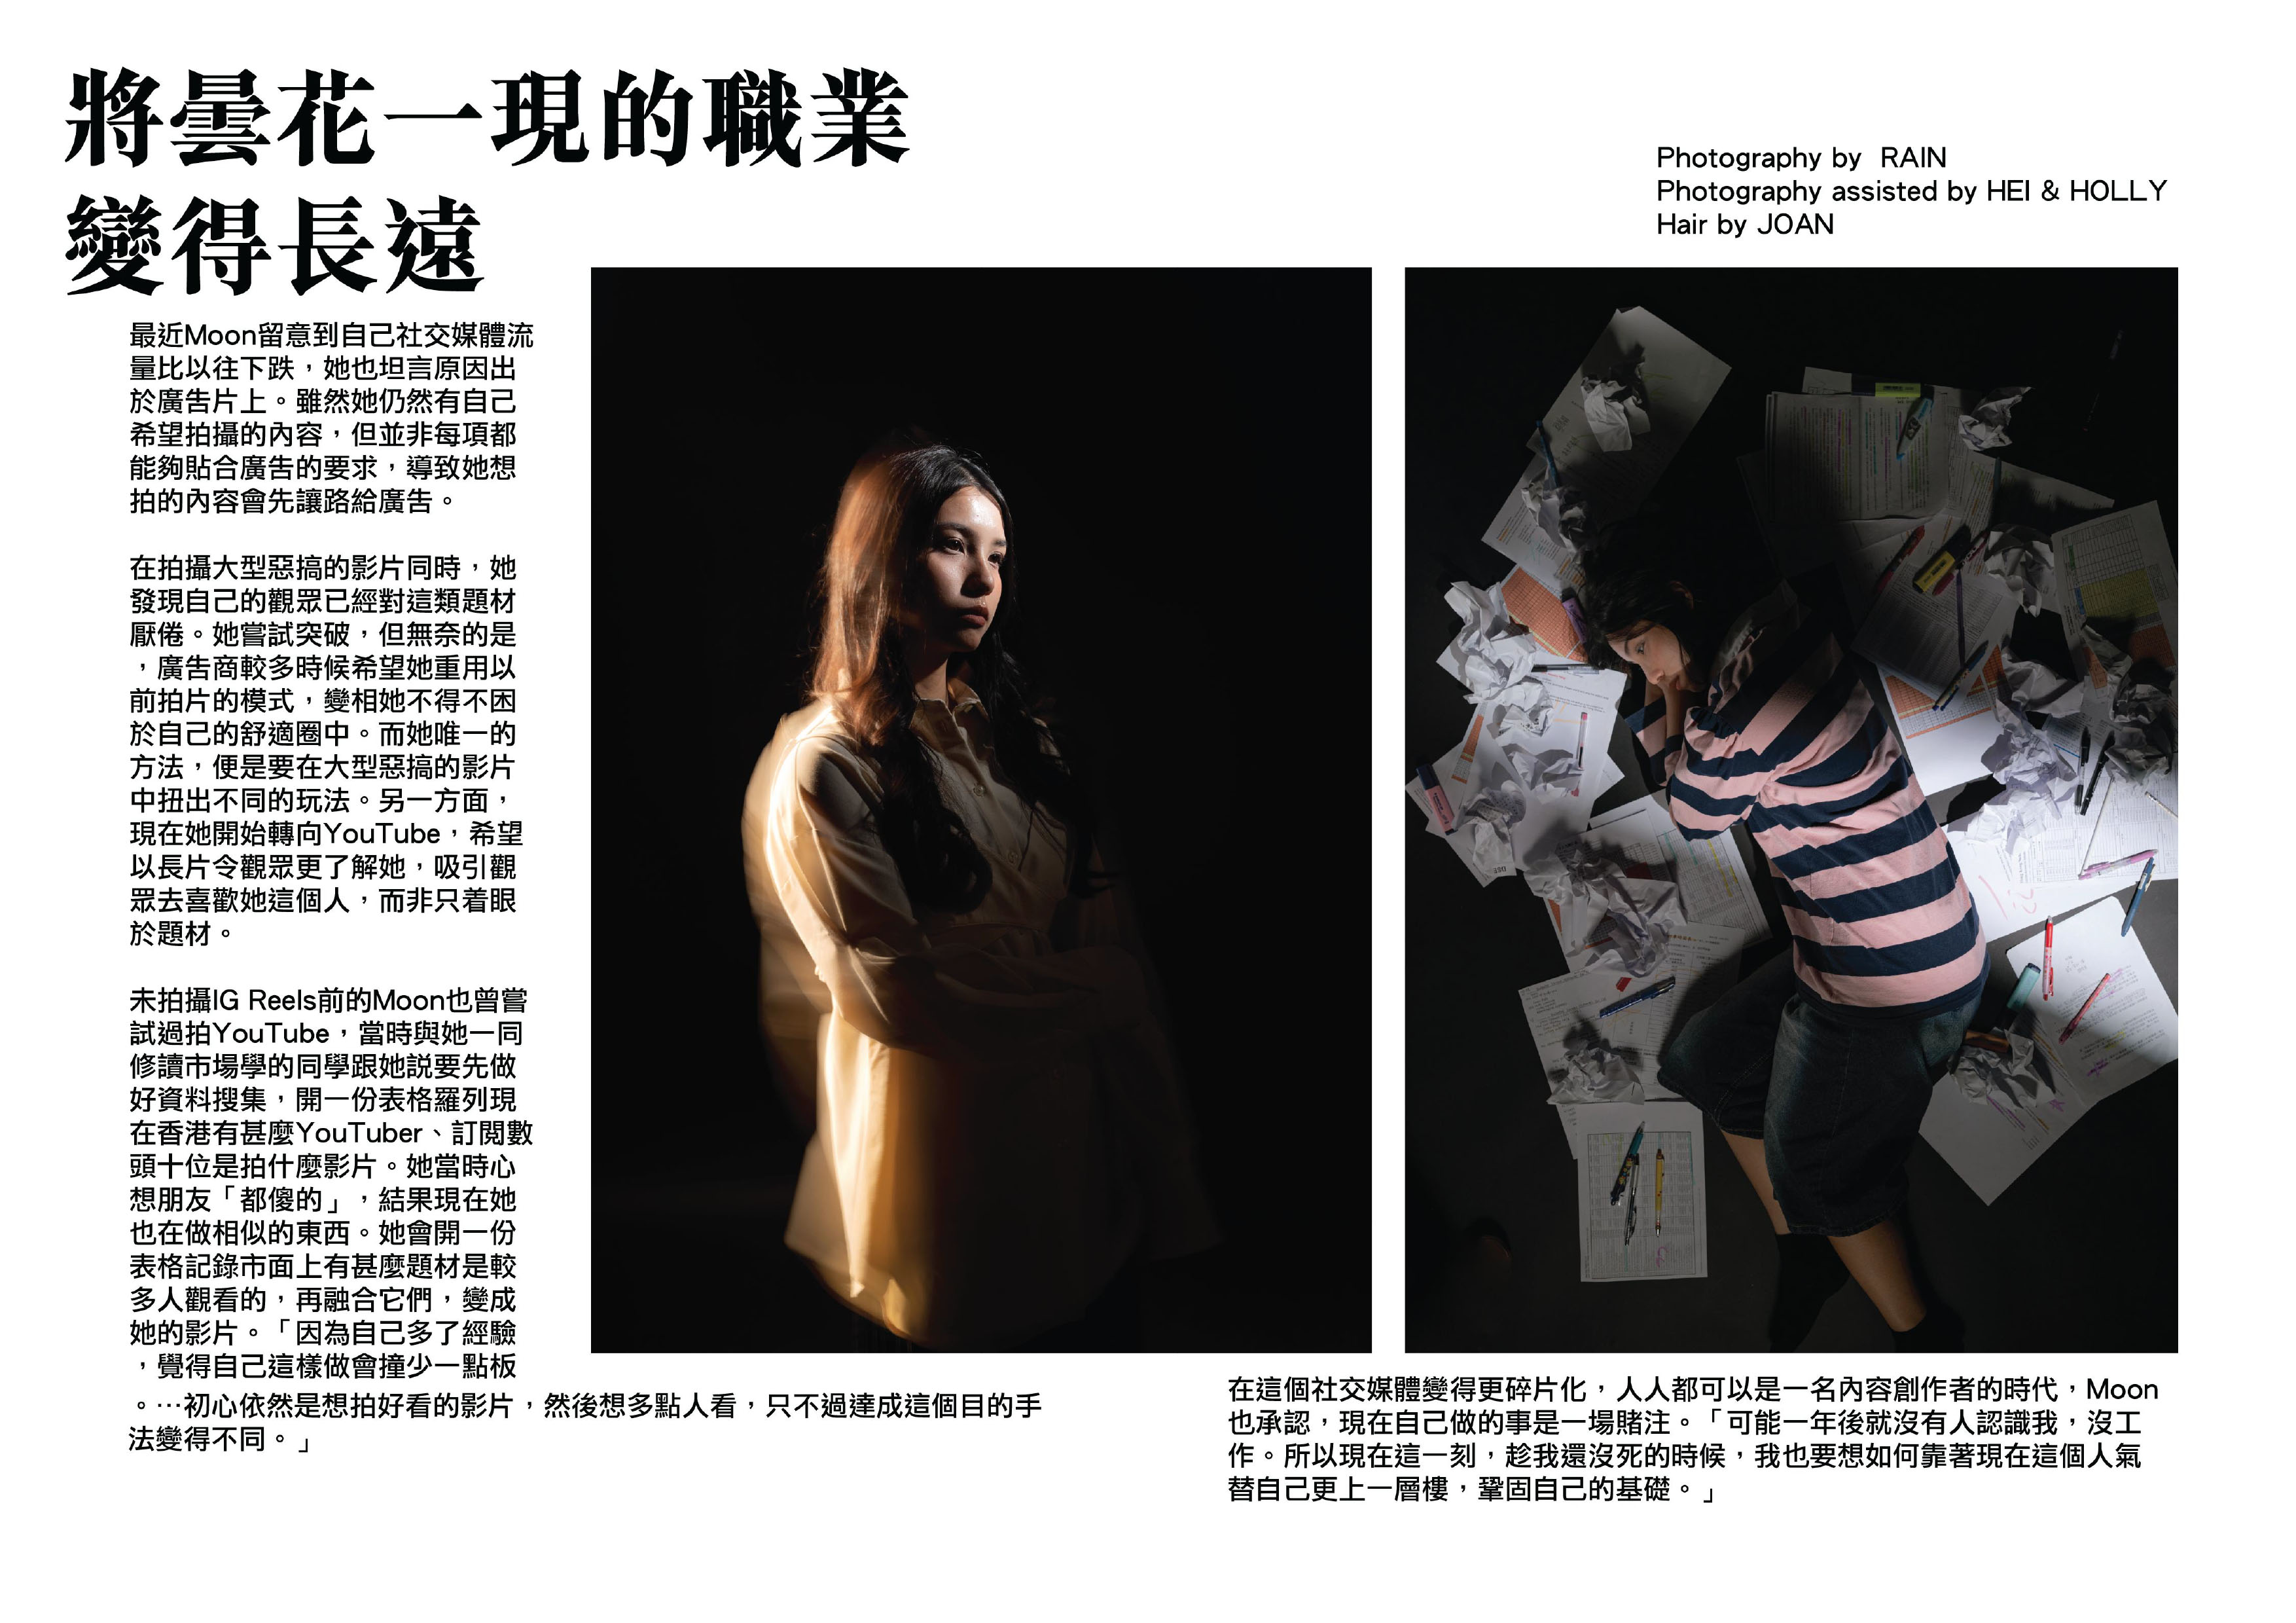 將曇花一現的職業
變得長遠
Photography by  RAIN
Photography assisted by HEI & HOLLY
Hair by JOAN
最近Moon留意到自己社交媒體流
量比以往下跌，她也坦言原因出
於廣告片上。雖然她仍然有自己
希望拍攝的內容，但並非每項都
能夠貼合廣告的要求，導致她想
拍的內容會先讓路給廣告。
在拍攝大型惡搞的影片同時，她
發現自己的觀眾已經對這類題材
厭倦。她嘗試突破，但無奈的是
，廣告商較多時候希望她重用以
前拍片的模式，變相她不得不困
於自己的舒適圈中。而她唯一的
方法，便是要在大型惡搞的影片
中扭出不同的玩法。另一方面，
現在她開始轉向YouTube，希望
以長片令觀眾更了解她，吸引觀
眾去喜歡她這個人，而非只着眼
於題材。
未拍攝IG Reels前的Moon也曾嘗
試過拍YouTube，當時與她一同
修讀市場學的同學跟她説要先做
好資料搜集，開一份表格羅列現
在香港有甚麼YouTuber、訂閲數
頭十位是拍什麼影片。她當時心
想朋友「都傻的」，結果現在她
也在做相似的東西。她會開一份
表格記錄市面上有甚麼題材是較
多人觀看的，再融合它們，變成
她的影片。「因為自己多了經驗
，覺得自己這樣做會撞少一點板
。…初心依然是想拍好看的影片，然後想多點人看，只不過達成這個目的手
法變得不同。」
在這個社交媒體變得更碎片化，人人都可以是一名內容創作者的時代，Moon
也承認，現在自己做的事是一場賭注。「可能一年後就沒有人認識我，沒工
作。所以現在這一刻，趁我還沒死的時候，我也要想如何靠著現在這個人氣
替自己更上一層樓，鞏固自己的基礎。」